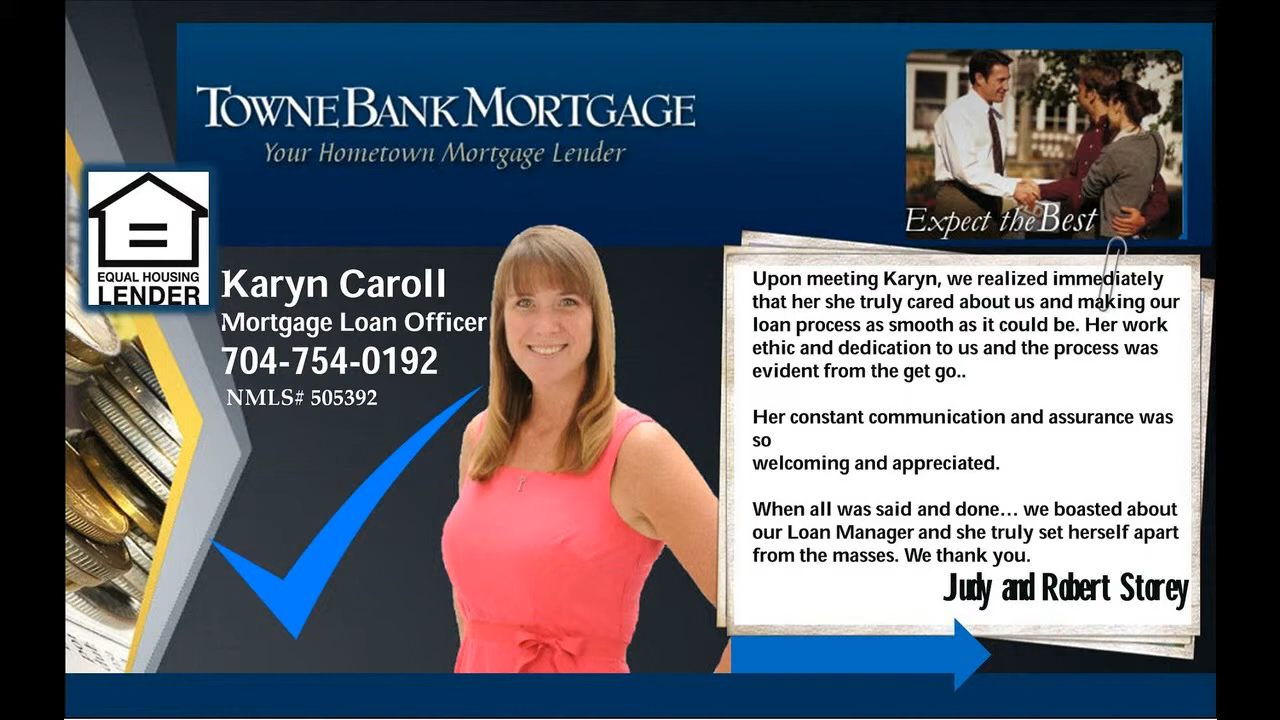 TOWNEBANK MORTGAGE
Your Hometown Mortgage Lender
Expect the Best
EQUAL HOUSING
LENDER
Karyn Caroll
Mortgage Loan Officer
704-754-0192
NMLS# 505392
Upon meeting Karyn, we realized immediately
that her she truly cared about us and making our
loan process as smooth as it could be. Her work
ethic and dedication to us and the process was
evident from the get go..
Her constant communication and assurance was
so
welcoming and appreciated.
When all was said and done... we boasted about
our Loan Manager and she truly set herself apart
from the masses. We thank you.
Judy and Robert Storey